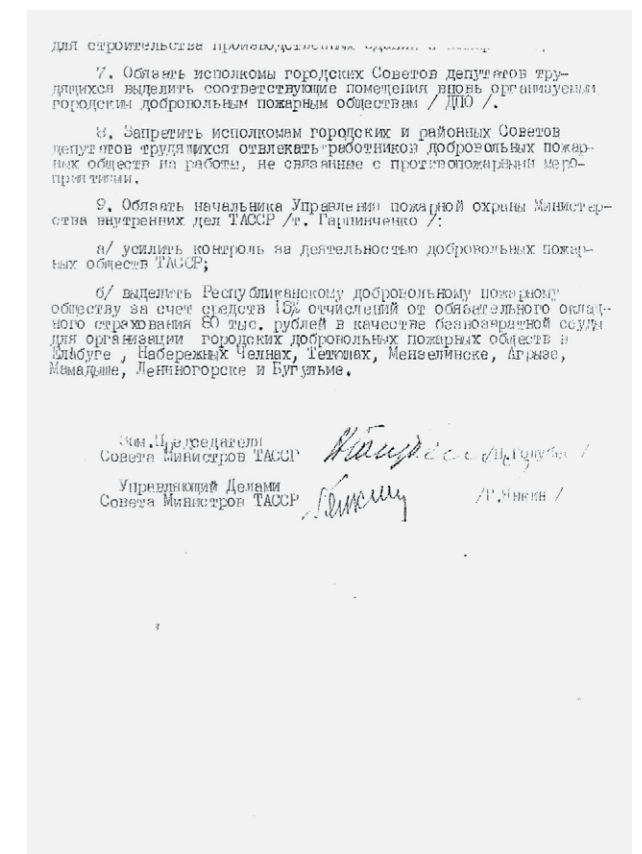 для строительства производственных зданий и
7. Обязать исполкомы городских Советов депутатов тру-
дящихся выделить соответствующие помещения вновь организуемым
городским добровольным пожарным обществам / ДПО /.
8. Запретить исполкомам городских и районных Советов
депутатов трудящихся отвлекать работников добровольных пожар-
ных обществ на работы, не связанные с противопожарными меро-
приятиями.
9. Обязать начальника Управления пожарной охраны Министер-
ства внутренних дел ТАССР /т. Гарпинченко /:
а/ усилить контроль за деятельностью добровольных пожар-
ных обществ ТАССР;
б/ выделить Республиканскому добровольному пожарному
обществу за счет средств 15% отчислений от обязательного оклад-
ного страхования 80 тыс. рублей в качестве безвозвратной ссуды
для организации городских добровольных пожарных обществ в
Елабуге , Набережных Челнах, Тетюшах, Мензелинске, Агрызе,
Мамадыше, Лениногорске и Бугульме.
Зам.Председателя
Совета Министров ТАССР
Управляющий Делами
Совета Министров ТАССР /Г.Янкин /